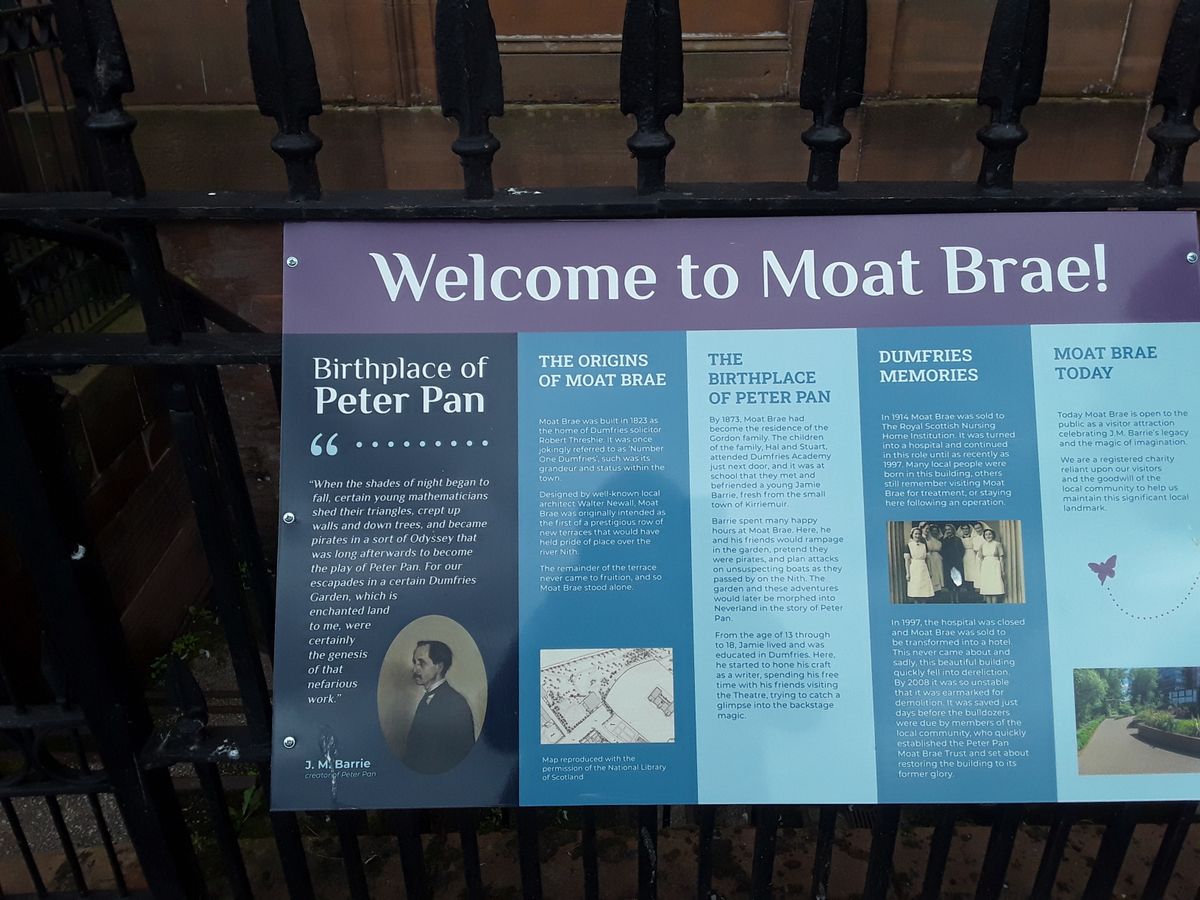 Welcome to Moat Brae!
Birthplace of
Peter Pan
“
“When the shades of night began to
fall, certain young mathematicians
shed their triangles, crept up
walls and down trees, and became
pirates in a sort of Odyssey that
was long afterwards to become
the play of Peter Pan. For our
escapades in a certain Dumfries
Garden, which is
enchanted land
to me, were
certainly
the genesis
of that
nefarious
work.”
J. M. Barrie
creator of Peter Pan
THE ORIGINS
OF MOAT BRAE
Moat Brae was built in 1823 as
the home of Dumfries solicitor
Robert Threshie. It was once
jokingly referred to as ‘Number
One Dumfries’, such was its
grandeur and status within the
town.
Designed by well-known local
architect Walter Newall, Moat
Brae was originally intended as
the first of a prestigious row of
new terraces that would have
held pride of place over the
river Nith.
The remainder of the terrace
never came to fruition, and so
Moat Brae stood alone.
Map reproduced with the
permission of the National Library
of Scotland
THE
BIRTHPLACE
OF PETER PAN
By 1873, Moat Brae had
become the residence of the
Gordon family. The children
of the family, Hal and Stuart,
attended Dumfries Academy
just next door, and it was at
school that they met and
befriended a young Jamie
Barrie, fresh from the small
town of Kirriemuir.
Barrie spent many happy
hours at Moat Brae. Here, he
and his friends would rampage
in the garden, pretend they
were pirates, and plan attacks
on unsuspecting boats as they
passed by on the Nith. The
garden and these adventures
would later be morphed into
Neverland in the story of Peter
Pan.
From the age of 13 through
to 18, Jamie lived and was
educated in Dumfries. Here,
he started to hone his craft
as a writer, spending his free
time with his friends visiting
the Theatre, trying to catch a
glimpse into the backstage
magic.
DUMFRIES
MEMORIES
In 1914 Moat Brae was sold to
The Royal Scottish Nursing
Home Institution. It was turned
into a hospital and continued
in this role until as recently as
1997. Many local people were
born in this building, others
still remember visiting Moat
Brae for treatment, or staying
here following an operation.
In 1997, the hospital was closed
and Moat Brae was sold to
be transformed into a hotel.
This never came about and
sadly, this beautiful building
quickly fell into dereliction.
By 2008 it was so unstable
that it was earmarked for
demolition. It was saved just
days before the bulldozers
were due by members of the
local community, who quickly
established the Peter Pan
Moat Brae Trust and set about
restoring the building to its
former glory.
MOAT BRAE
TODAY
Today Moat Brae is open to the
public as a visitor attraction
celebrating J.M. Barrie's legacy
and the magic of imagination.
We are a registered charity
reliant upon our visitors
and the goodwill of the
local community to help us
maintain this significant local
landmark.